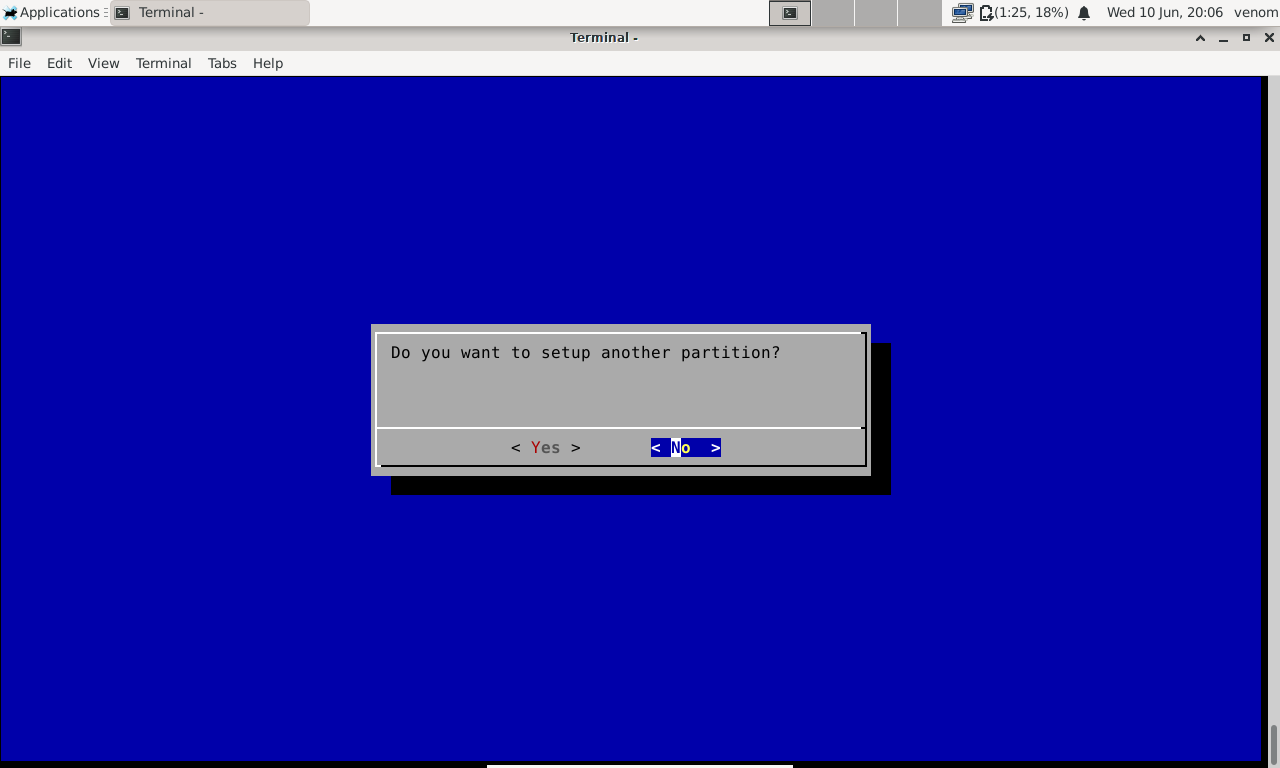 Applications Terminal - (1:25, 18%) Wed 10 Jun, 20:06 venom
Terminal -
File Edit View Terminal Tabs Help
Do you want to setup another partition?
< Yes > < No >